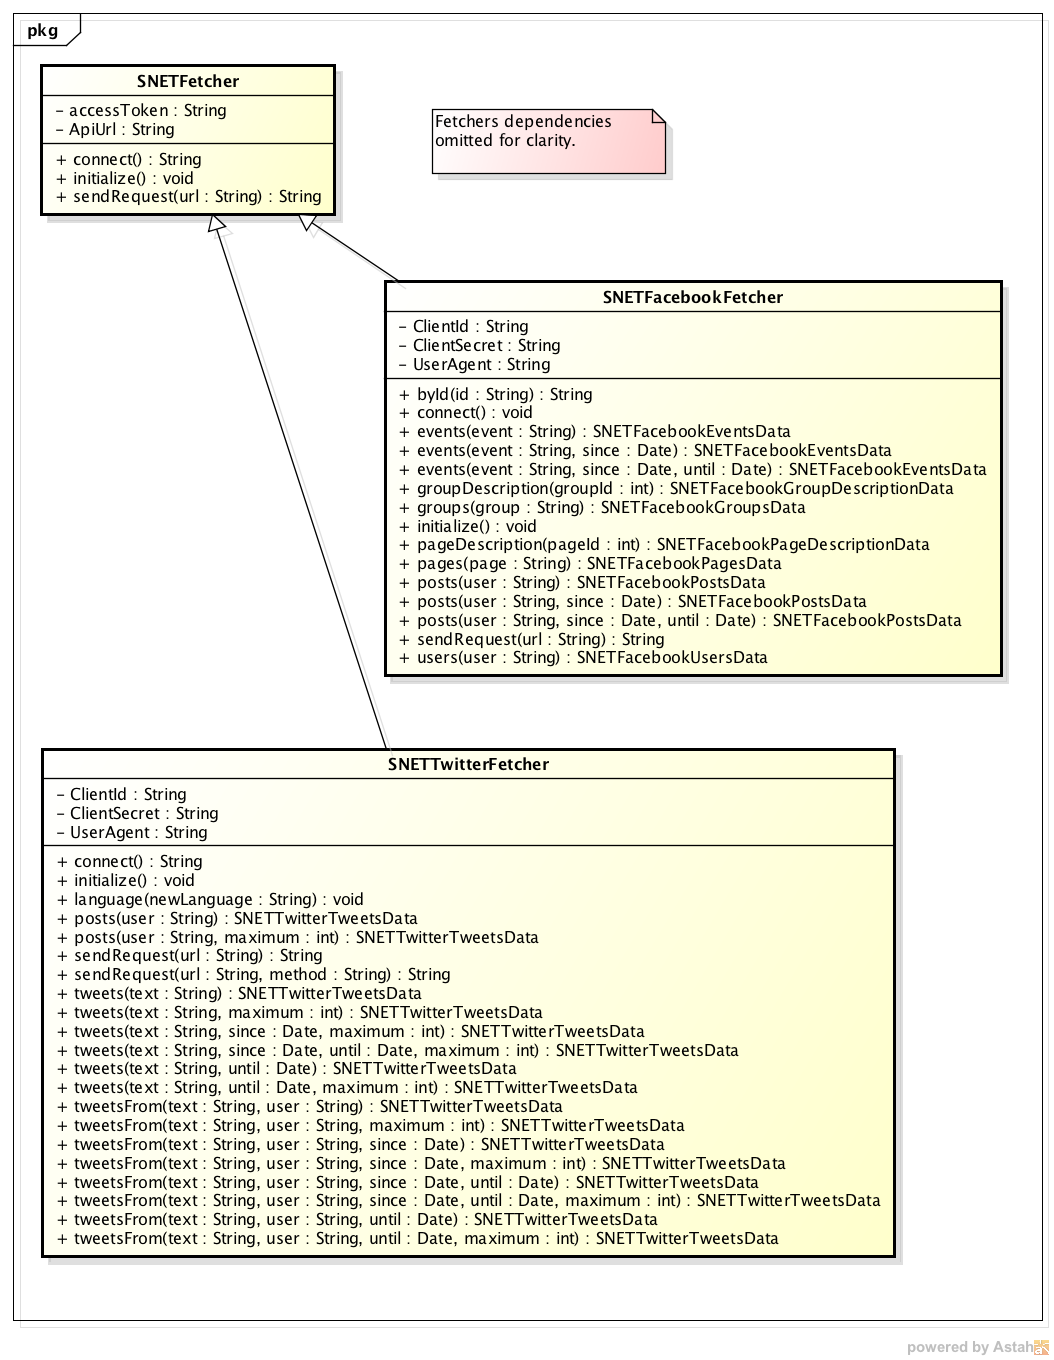 pkg
SNETFetcher
- accessToken : String
- ApiUrl : String
+ connect() : String
+ initialize() : void
+ sendRequest(url : String) : String
Fetchers dependencies
omitted for clarity.
SNETFacebookFetcher
- ClientId : String
- ClientSecret : String
- UserAgent : String
+ byId(id : String) : String
+ connect() : void
+ events(event : String) : SNETFacebookEventsData
+ events(event : String, since : Date) : SNETFacebookEventsData
+ events(event : String, since : Date, until : Date) : SNETFacebookEventsData
+ groupDescription(groupId : int) : SNETFacebookGroupDescriptionData
+ groups(group : String) : SNETFacebookGroupsData
+ initialize() : void
+ pageDescription(pageId : int) : SNETFacebookPageDescriptionData
+ pages(page : String) : SNETFacebookPagesData
+ posts(user : String) : SNETFacebookPostsData
+ posts(user : String, since : Date) : SNETFacebookPostsData
+ posts(user : String, since : Date, until : Date) : SNETFacebookPostsData
+ sendRequest(url : String) : String
+ users(user : String) : SNETFacebookUsersData
SNETTwitterFetcher
- ClientId : String
- ClientSecret : String
- UserAgent : String
+ connect() : String
+ initialize() : void
+ language(newLanguage : String) : void
+ posts(user : String) : SNETTwitterTweetsData
+ posts(user : String, maximum : int) : SNETTwitterTweetsData
+ sendRequest(url : String) : String
+ sendRequest(url : String, method : String) : String
+ tweets(text : String) : SNETTwitterTweetsData
+ tweets(text : String, maximum : int) : SNETTwitterTweetsData
+ tweets(text : String, since : Date, maximum : int) : SNETTwitterTweetsData
+ tweets(text : String, since : Date, until : Date, maximum : int) : SNETTwitterTweetsData
+ tweets(text : String, until : Date) : SNETTwitterTweetsData
+ tweets(text : String, until : Date, maximum : int) : SNETTwitterTweetsData
+ tweetsFrom(text : String, user : String) : SNETTwitterTweetsData
+ tweetsFrom(text : String, user : String, maximum : int) : SNETTwitterTweetsData
+ tweetsFrom(text : String, user : String, since : Date) : SNETTwitterTweetsData
+ tweetsFrom(text : String, user : String, since : Date, maximum : int) : SNETTwitterTweetsData
+ tweetsFrom(text : String, user : String, since : Date, until : Date) : SNETTwitterTweetsData
+ tweetsFrom(text : String, user : String, since : Date, until : Date, maximum : int) : SNETTwitterTweetsData
+ tweetsFrom(text : String, user : String, until : Date) : SNETTwitterTweetsData
+ tweetsFrom(text : String, user : String, until : Date, maximum : int) : SNETTwitterTweetsData
powered by Astah